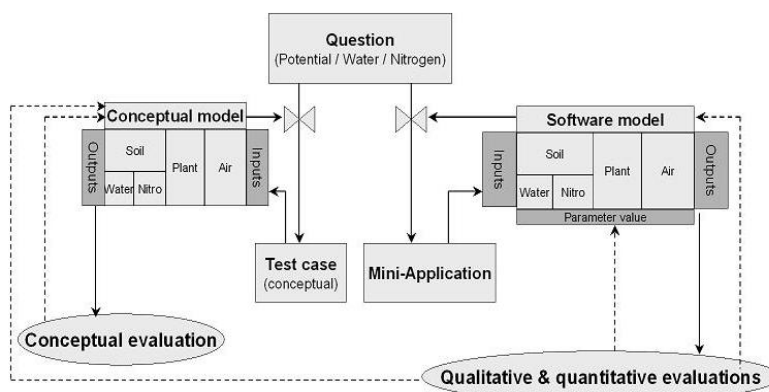 Question
(Potential / Water / Nitrogen)
Conceptual model
Outputs
Soil
Water
Nitro
Plant
Air
Inputs
Software model
Inputs
Soil
Water
Nitro
Plant
Air
Outputs
Parameter value
Test case
(conceptual)
Mini-Application
Conceptual evaluation
Qualitative & quantitative evaluations